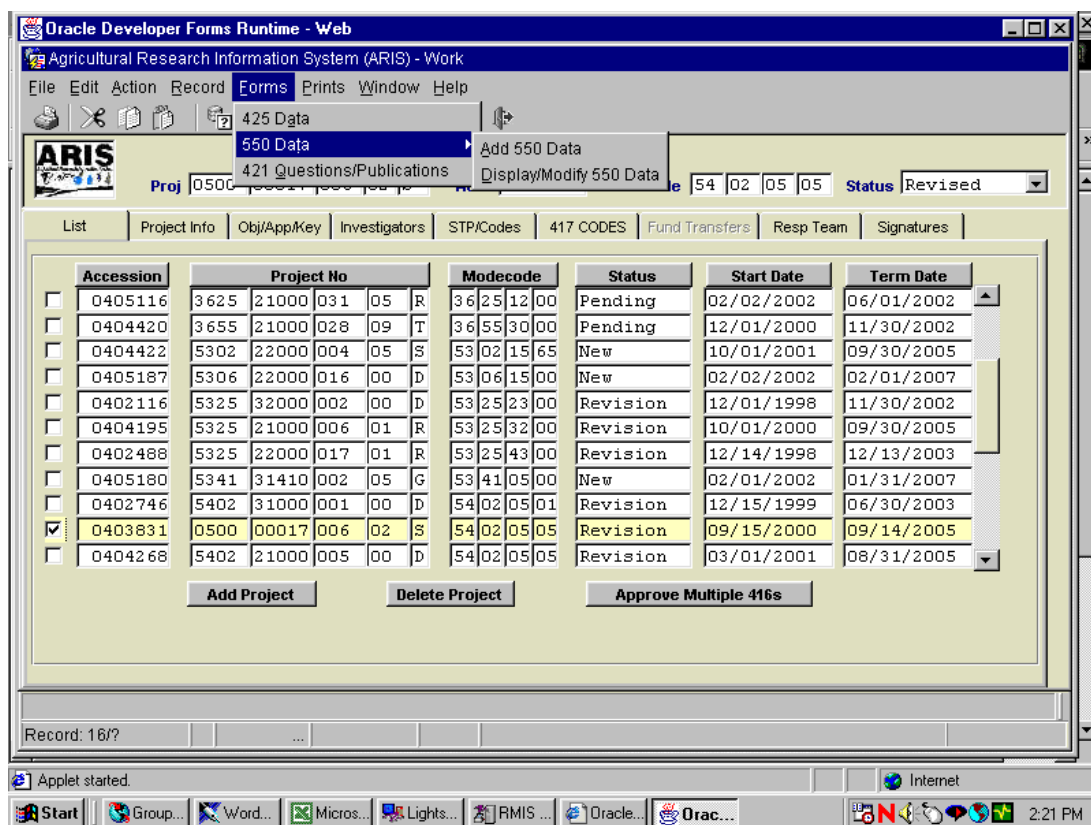 Oracle Developer Forms Runtime - Web
Agricultural Research Information System (ARIS) - Work
File Edit Action Record Forms Prints Window Help
425 Data
550 Data
Add 550 Data
421 Questions/Publications
Display/Modify 550 Data
ARIS
Proj 0500 54 02 05 05 Status Revised
List Project Info Obj/App/Key Investigators STP/Codes 417 CODES Fund Transfers Resp Team Signatures
Accession Project No Modecode Status Start Date Term Date
0405116 3625 21000 031 05 R 36 25 12 00 Pending 02/02/2002 06/01/2002
0404420 3655 21000 028 09 T 36 55 30 00 Pending 12/01/2000 11/30/2002
0404422 5302 22000 004 05 S 53 02 15 65 New 10/01/2001 09/30/2005
0405187 5306 22000 016 00 D 53 06 15 00 New 02/02/2002 02/01/2007
0402116 5325 32000 002 00 D 53 25 23 00 Revision 12/01/1998 11/30/2002
0404195 5325 21000 006 01 R 53 25 32 00 Revision 10/01/2000 09/30/2005
0402488 5325 22000 017 01 R 53 25 43 00 Revision 12/14/1998 12/13/2003
0405180 5341 31410 002 05 G 53 41 05 00 New 02/01/2002 01/31/2007
0402746 5402 31000 001 00 D 54 02 05 01 Revision 12/15/1999 06/30/2003
0403831 0500 00017 006 02 S 54 02 05 05 Revision 09/15/2000 09/14/2005
0404268 5402 21000 005 00 D 54 02 05 05 Revision 03/01/2001 08/31/2005
Add Project Delete Project Approve Multiple 416s
Record: 16/? ...
Applet started. Internet
Start Group... Word... Micros... Lights... RMIS ... Oracle... Orac... 2:21 PM